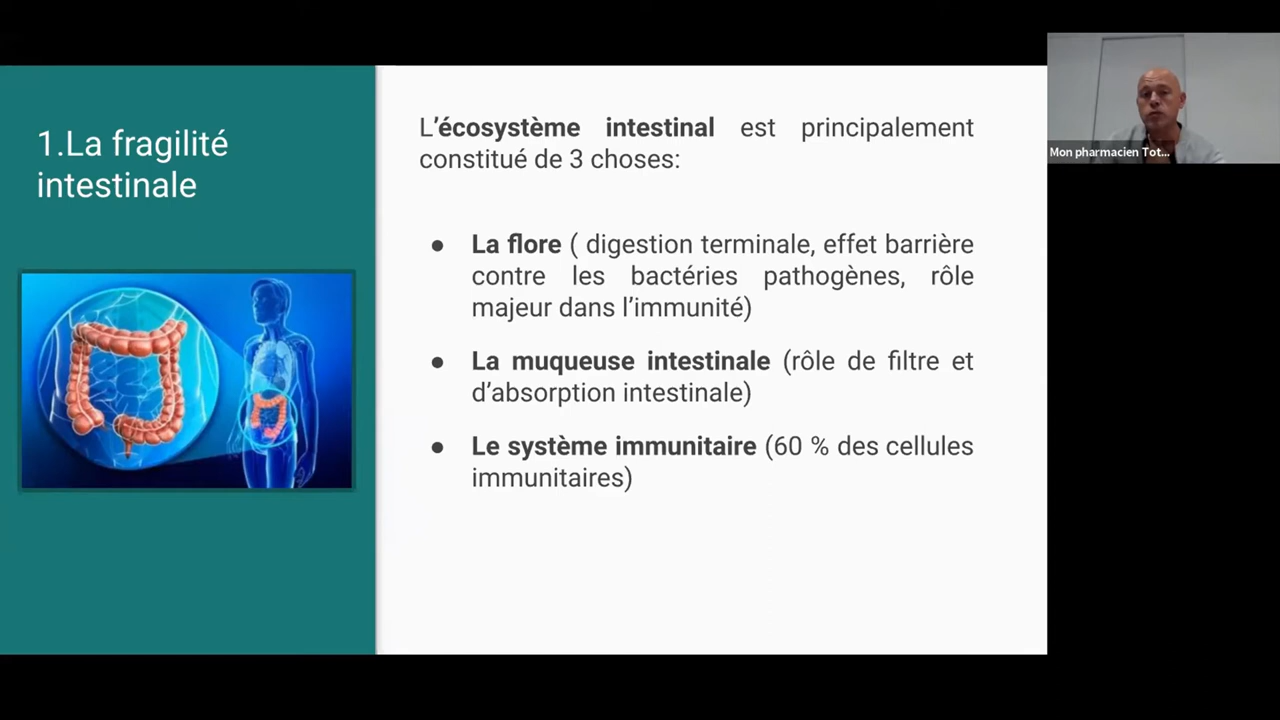 1.La fragilité
intestinale
L'écosystème intestinal est principalement
constitué de 3 choses:
● La flore ( digestion terminale, effet barrière
contre les bactéries pathogènes, rôle
majeur dans l'immunité)
● La muqueuse intestinale (rôle de filtre et
d'absorption intestinale)
● Le système immunitaire (60 % des cellules
immunitaires)
Mon pharmacien Tot...